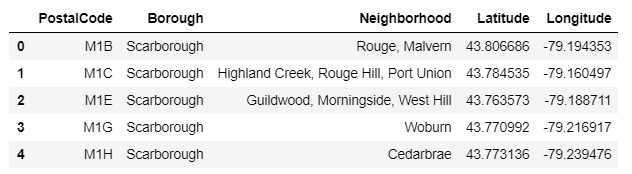 PostalCode Borough Neighborhood Latitude Longitude
0 M1B Scarborough Rouge, Malvern 43.806686 -79.194353
1 M1C Scarborough Highland Creek, Rouge Hill, Port Union 43.784535 -79.160497
2 M1E Scarborough Guildwood, Morningside, West Hill 43.763573 -79.188711
3 M1G Scarborough Woburn 43.770992 -79.216917
4 M1H Scarborough Cedarbrae 43.773136 -79.239476